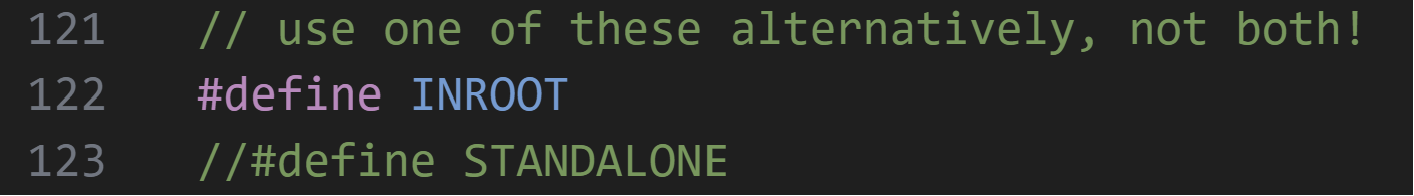 121 // use one of these alternatively, not both!
122 #define INROOT
123 //#define STANDALONE